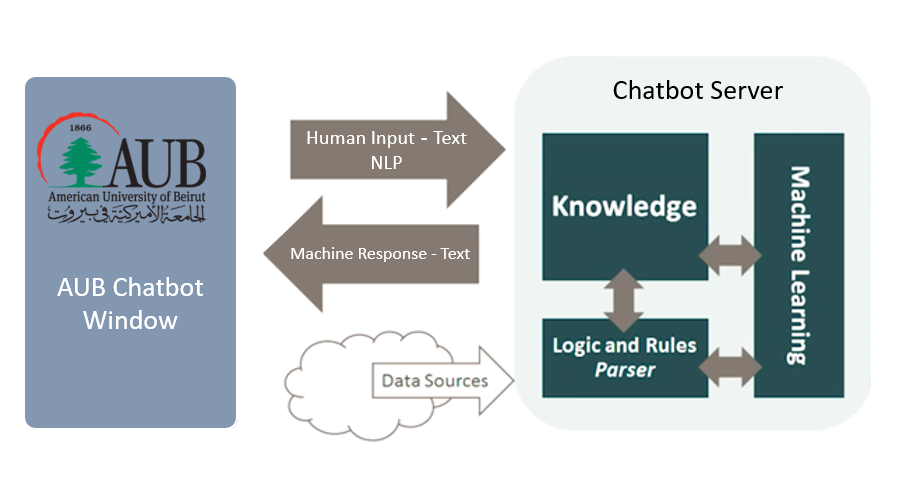 1866
AUB
American University of Beirut
الجامعة الأميركية في بيروت
AUB Chatbot
Window
Human Input - Text
NLP
Machine Response - Text
Data Sources
Chatbot Server
Knowledge
Logic and Rules
Parser
Machine Learning